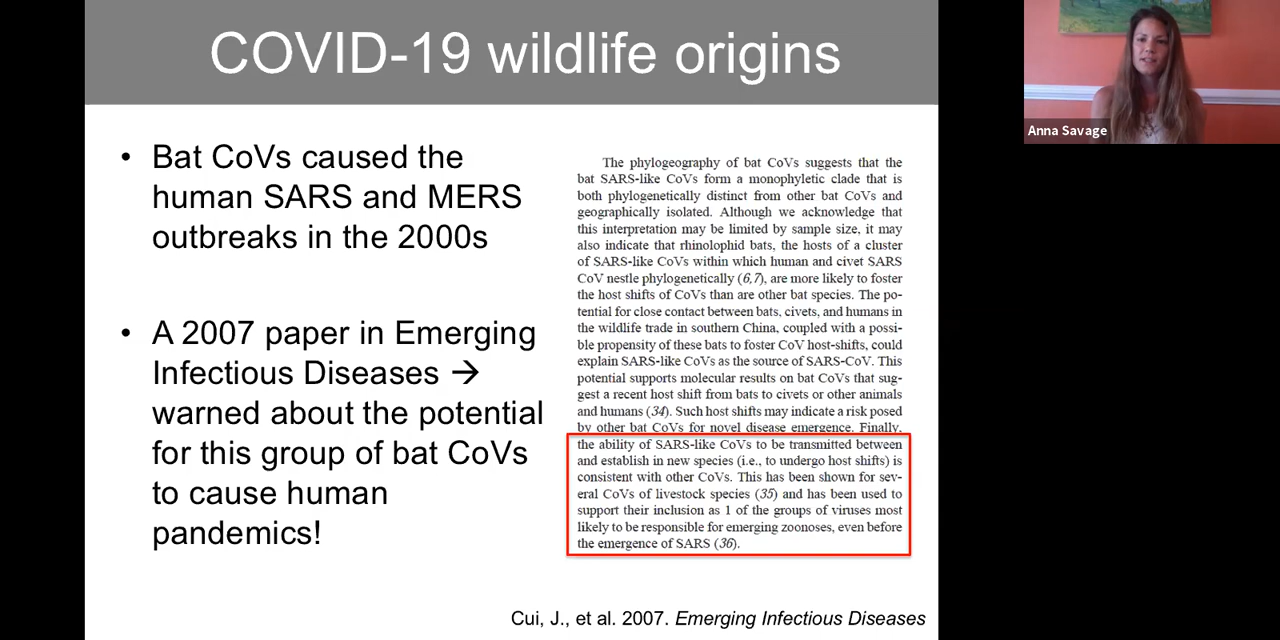 COVID-19 wildlife origins
• Bat CoVs caused the
human SARS and MERS
outbreaks in the 2000s
• A 2007 paper in Emerging
Infectious Diseases →
warned about the potential
for this group of bat CoVs
to cause human
pandemics!
The phylogeography of bat CoVs suggests that the
bat SARS-like CoVs form a monophyletic clade that is
both phylogenetically distinct from other bat CoVs and
geographically isolated. Although we acknowledge that
this interpretation may be limited by sample size, it may
also indicate that rhinolophid bats, the hosts of a cluster
of SARS-like CoVs within which human and civet SARS
CoV nestle phylogenetically (6,7), are more likely to foster
the host shifts of CoVs than are other bat species. The po-
tential for close contact between bats, civets, and humans in
the wildlife trade in southern China, coupled with a possi-
ble propensity of these bats to foster CoV host-shifts, could
explain SARS-like CoVs as the source of SARS-CoV. This
potential supports molecular results on bat CoVs that sug-
gest a recent host shift from bats to civets or other animals
and humans (34). Such host shifts may indicate a risk posed
by other bat CoVs for novel disease emergence. Finally,
the ability of SARS-like CoVs to be transmitted between
and establish in new species (i.e., to undergo host shifts) is
consistent with other CoVs. This has been shown for sev-
eral CoVs of livestock species (35) and has been used to
support their inclusion as 1 of the groups of viruses most
likely to be responsible for emerging zoonoses, even before
the emergence of SARS (36).
Cui, J., et al. 2007. Emerging Infectious Diseases
Anna Savage